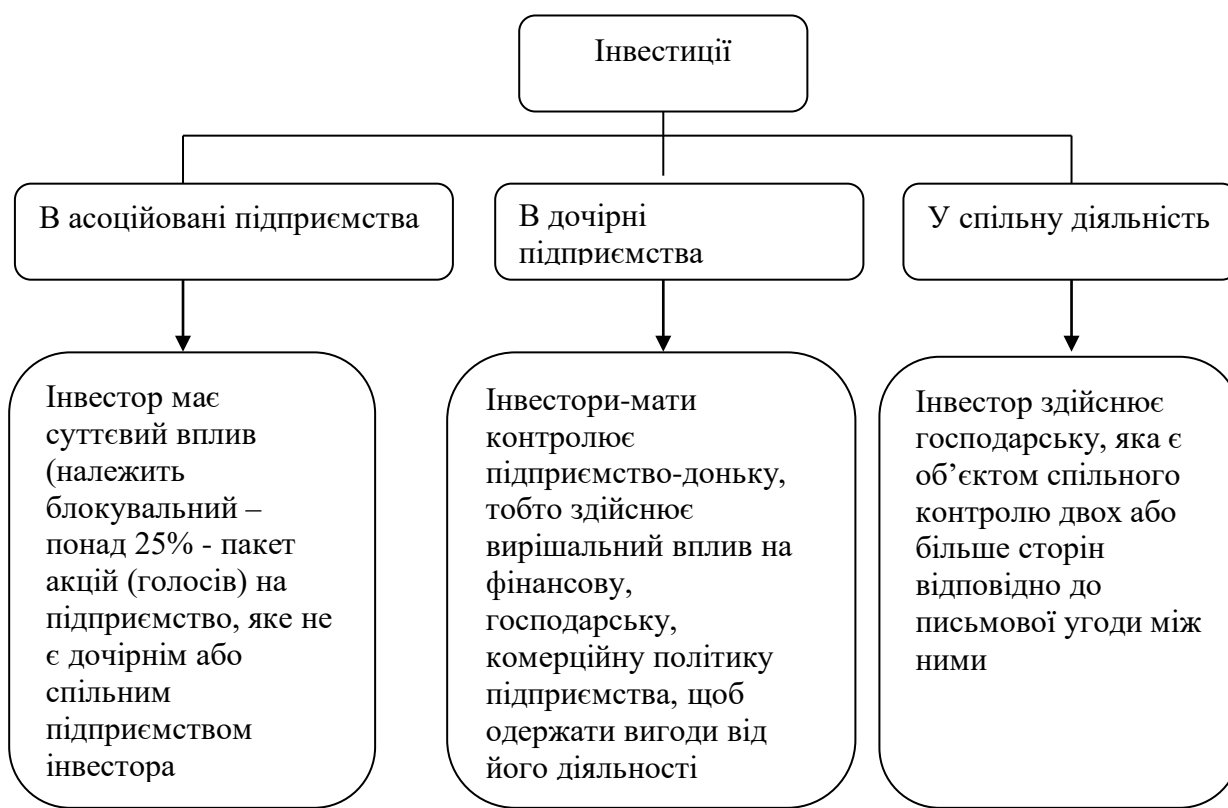 Інвестиції
В асоційовані підприємства
В дочірні
підприємства
У спільну діяльність
Інвестор має
суттєвий вплив
(належить
блокувальний –
понад 25% - пакет
акцій (голосів) на
підприємство, яке не
є дочірнім або
спільним
підприємством
інвестора
Інвестори-мати
контролює
підприємство-доньку,
тобто здійснює
вирішальний вплив на
фінансову,
господарську,
комерційну політику
підприємства, щоб
одержати вигоди від
його діяльності
Інвестор здійснює
господарську, яка є
об’єктом спільного
контролю двох або
більше сторін
відповідно до
письмової угоди між
ними